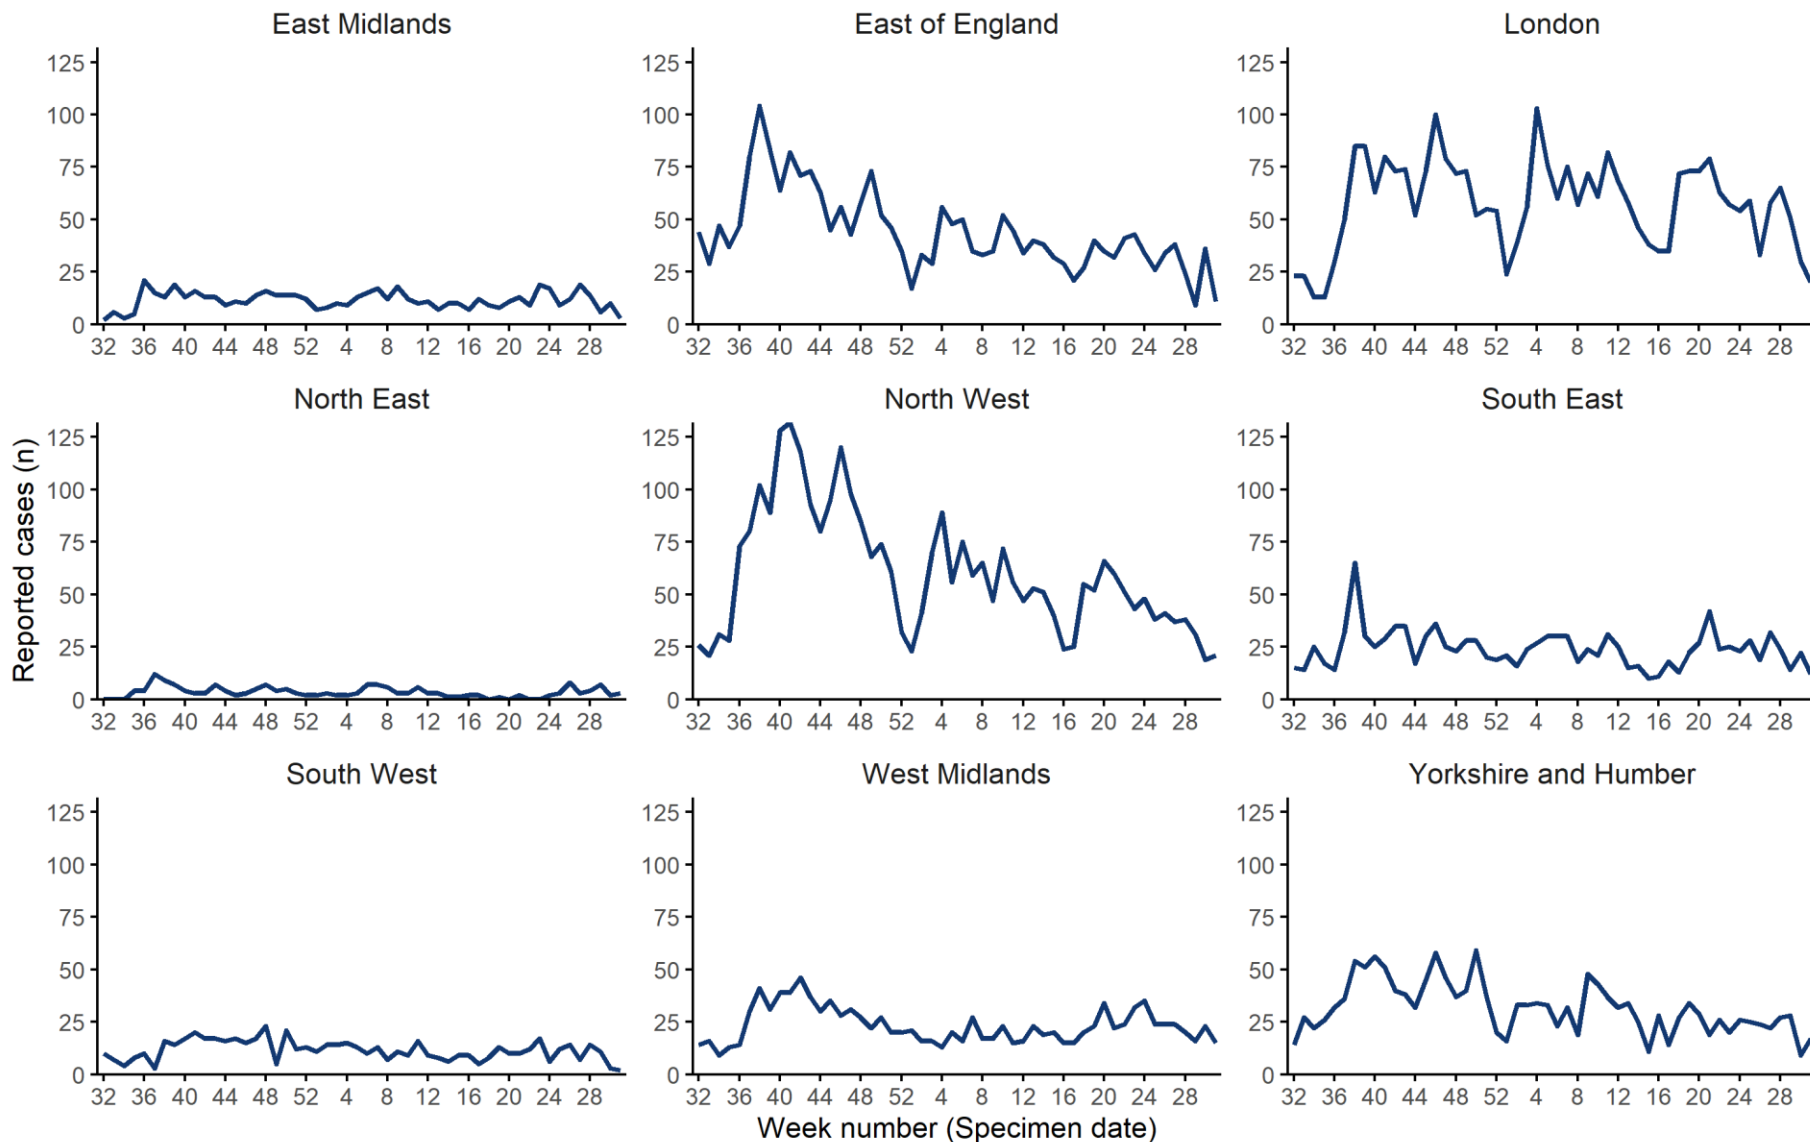 East Midlands East of England London
125 125 125
100 100 100
75 75 75
50 50 50
25 25 25
0 0 0
32 36 40 44 48 52 4 8 12 16 20 24 28 32 36 40 44 48 52 4 8 12 16 20 24 28 32 36 40 44 48 52 4 8 12 16 20 24 28
North East North West South East
125 125 125
100 100 100
75 75 75
50 50 50
25 25 25
0 0 0
32 36 40 44 48 52 4 8 12 16 20 24 28 32 36 40 44 48 52 4 8 12 16 20 24 28 32 36 40 44 48 52 4 8 12 16 20 24 28
Reported cases (n)
South West West Midlands Yorkshire and Humber
125 125 125
100 100 100
75 75 75
50 50 50
25 25 25
0 0 0
32 36 40 44 48 52 4 8 12 16 20 24 28 32 36 40 44 48 52 4 8 12 16 20 24 28 32 36 40 44 48 52 4 8 12 16 20 24 28
Week number (Specimen date)